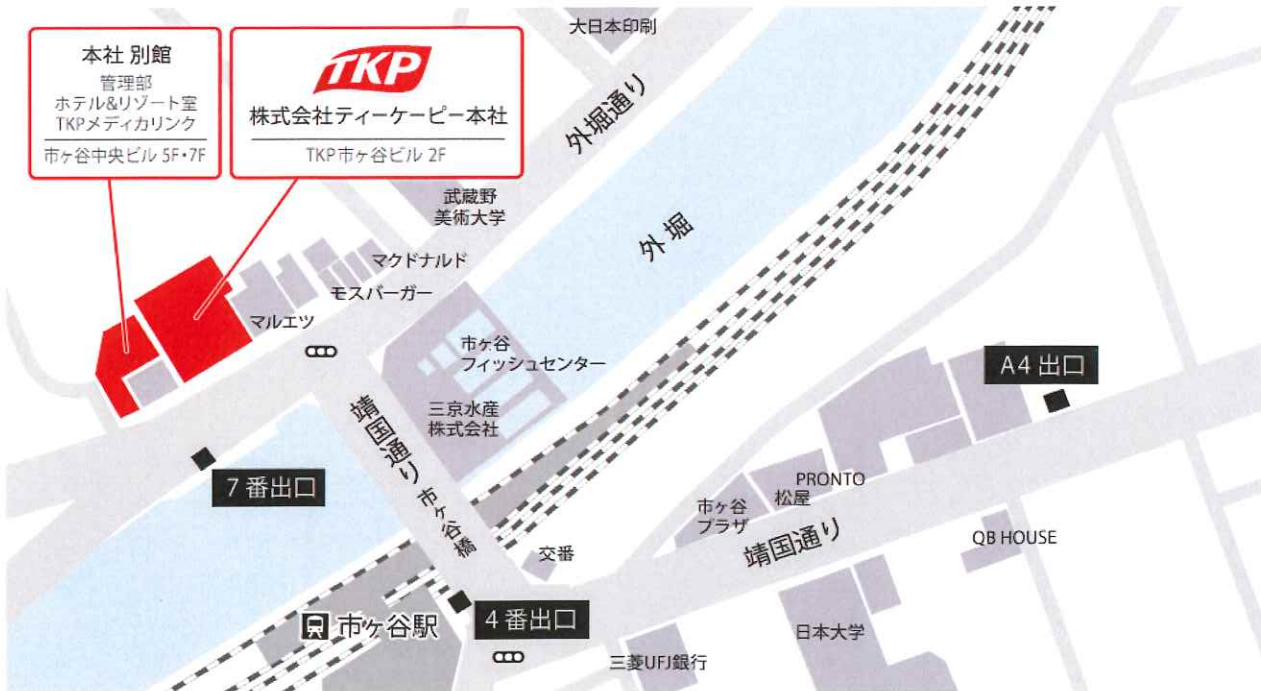 大日本印刷
本社 別館
管理部
ホテル&リゾート室
TKPメディカリンク
市ヶ谷中央ビル 5F・7F
TKP
株式会社ティーケーピー本社
TKP市ヶ谷ビル 2F
外堀通り
武蔵野
美術大学
外堀
マクドナルド
モスバーガー
マルエツ
市ヶ谷
フィッシュセンター
三京水産
株式会社
A4 出口
靖国通り
7 番出口
市ヶ谷橋
PRONTO
松屋
市ヶ谷
プラザ
靖国通り
QB HOUSE
交番
市ヶ谷駅
4 番出口
日本大学
三菱UFJ銀行